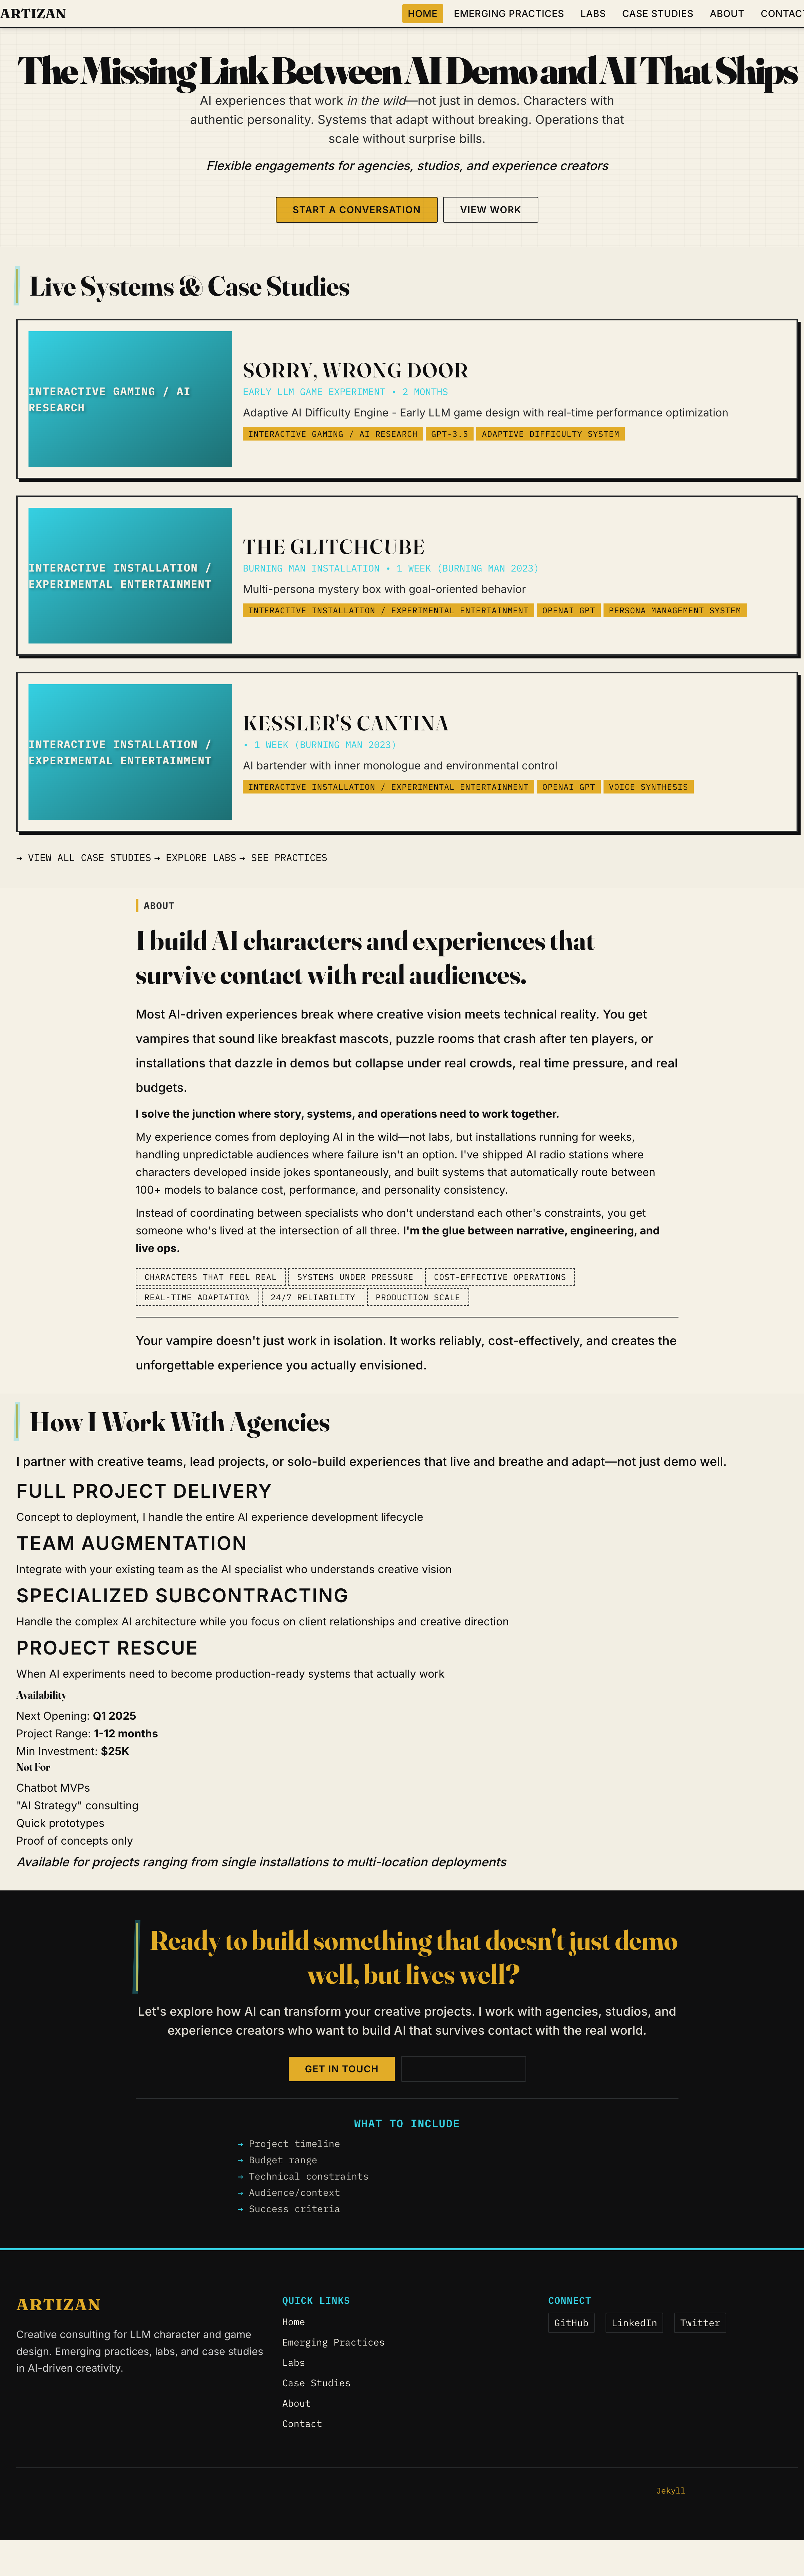 ARTIZAN
HOME EMERGING PRACTICES LABS CASE STUDIES ABOUT CONTACT
The Missing Link Between AI Demo and AI That Ships
AI experiences that work in the wild—not just in demos. Characters with
authentic personality. Systems that adapt without breaking. Operations that
scale without surprise bills.
Flexible engagements for agencies, studios, and experience creators
START A CONVERSATION VIEW WORK
Live Systems & Case Studies
INTERACTIVE GAMING / AI
RESEARCH
SORRY, WRONG DOOR
EARLY LLM GAME EXPERIMENT • 2 MONTHS
Adaptive AI Difficulty Engine - Early LLM game design with real-time performance optimization
INTERACTIVE GAMING / AI RESEARCH GPT-3.5 ADAPTIVE DIFFICULTY SYSTEM
INTERACTIVE INSTALLATION /
EXPERIMENTAL ENTERTAINMENT
THE GLITCHCUBE
BURNING MAN INSTALLATION • 1 WEEK (BURNING MAN 2023)
Multi-persona mystery box with goal-oriented behavior
INTERACTIVE INSTALLATION / EXPERIMENTAL ENTERTAINMENT OPENAI GPT PERSONA MANAGEMENT SYSTEM
INTERACTIVE INSTALLATION /
EXPERIMENTAL ENTERTAINMENT
KESSLER'S CANTINA
• 1 WEEK (BURNING MAN 2023)
AI bartender with inner monologue and environmental control
INTERACTIVE INSTALLATION / EXPERIMENTAL ENTERTAINMENT OPENAI GPT VOICE SYNTHESIS
→ VIEW ALL CASE STUDIES → EXPLORE LABS → SEE PRACTICES
ABOUT
I build AI characters and experiences that
survive contact with real audiences.
Most AI-driven experiences break where creative vision meets technical reality. You get
vampires that sound like breakfast mascots, puzzle rooms that crash after ten players, or
installations that dazzle in demos but collapse under real crowds, real time pressure, and real
budgets.
I solve the junction where story, systems, and operations need to work together.
My experience comes from deploying AI in the wild—not labs, but installations running for weeks,
handling unpredictable audiences where failure isn't an option. I've shipped AI radio stations where
characters developed inside jokes spontaneously, and built systems that automatically route between
100+ models to balance cost, performance, and personality consistency.
Instead of coordinating between specialists who don't understand each other's constraints, you get
someone who's lived at the intersection of all three. I'm the glue between narrative, engineering, and
live ops.
CHARACTERS THAT FEEL REAL SYSTEMS UNDER PRESSURE COST-EFFECTIVE OPERATIONS
REAL-TIME ADAPTATION 24/7 RELIABILITY PRODUCTION SCALE
Your vampire doesn't just work in isolation. It works reliably, cost-effectively, and creates the
unforgettable experience you actually envisioned.
How I Work With Agencies
I partner with creative teams, lead projects, or solo-build experiences that live and breathe and adapt—not just demo well.
FULL PROJECT DELIVERY
Concept to deployment, I handle the entire AI experience development lifecycle
TEAM AUGMENTATION
Integrate with your existing team as the AI specialist who understands creative vision
SPECIALIZED SUBCONTRACTING
Handle the complex AI architecture while you focus on client relationships and creative direction
PROJECT RESCUE
When AI experiments need to become production-ready systems that actually work
Availability
Next Opening: Q1 2025
Project Range: 1-12 months
Min Investment: $25K
Not For
Chatbot MVPs
"AI Strategy" consulting
Quick prototypes
Proof of concepts only
Available for projects ranging from single installations to multi-location deployments
Ready to build something that doesn't just demo
well, but lives well?
Let's explore how AI can transform your creative projects. I work with agencies, studios, and
experience creators who want to build AI that survives contact with the real world.
GET IN TOUCH
WHAT TO INCLUDE
→ Project timeline
→ Budget range
→ Technical constraints
→ Audience/context
→ Success criteria
ARTIZAN
Creative consulting for LLM character and game
design. Emerging practices, labs, and case studies
in AI-driven creativity.
QUICK LINKS
Home
Emerging Practices
Labs
Case Studies
About
Contact
CONNECT
GitHub LinkedIn Twitter
Jekyll